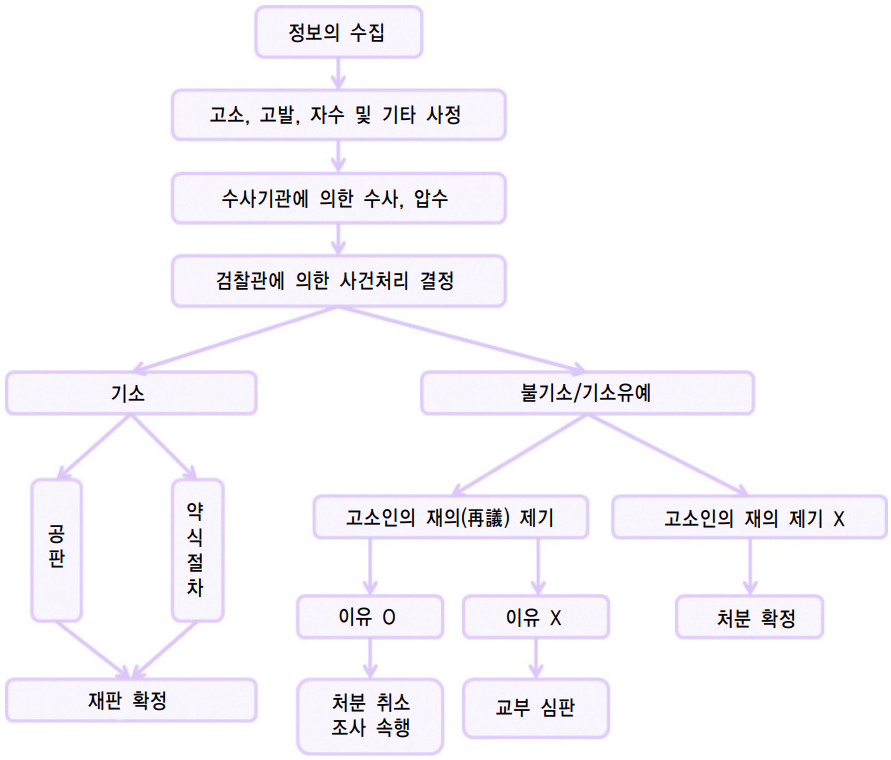 정보의 수집
고소, 고발, 자수 및 기타 사정
수사기관에 의한 수사, 압수
검찰관에 의한 사건처리 결정
기소
불기소/기소유예
공판
약식절차
고소인의 재의(再議) 제기
고소인의 재의 제기 X
이유 O
이유 X
처분 확정
재판 확정
처분 취소
조사 속행
교부 심판